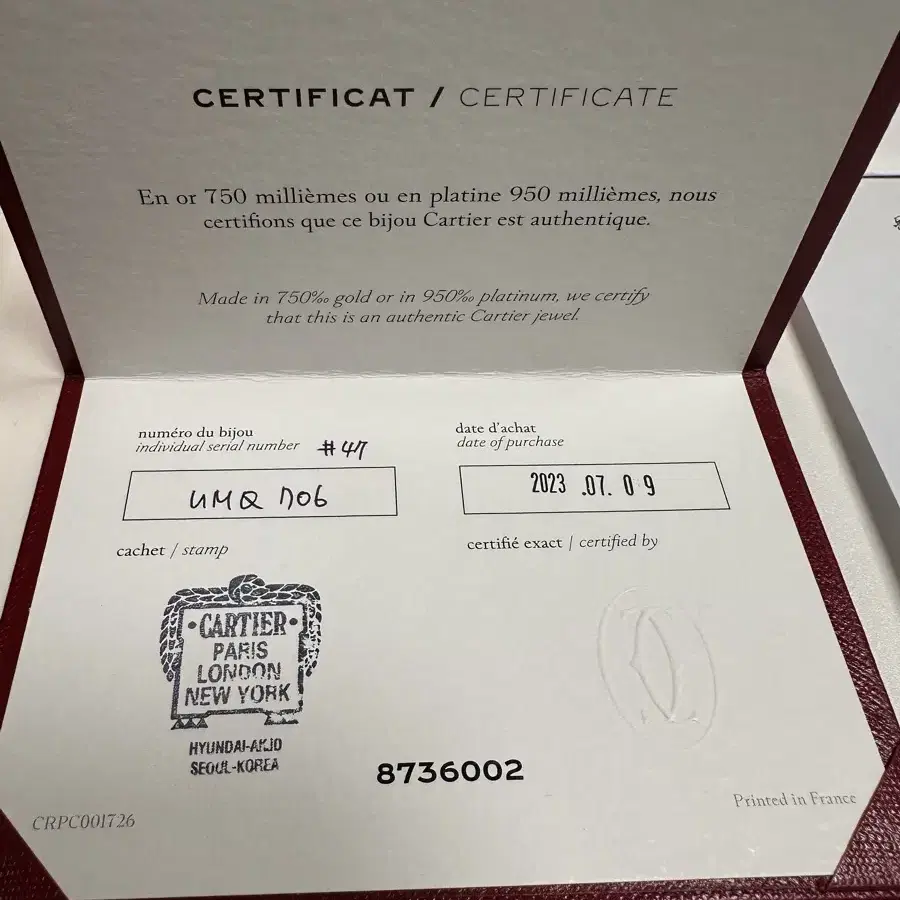 CERTIFICAT / CERTIFICATE
En or 750 millièmes ou en platine 950 millièmes, nous
certifions que ce bijou Cartier est authentique.
Made in 750‰ gold or in 950‰ platinum, we certify
that this is an authentic Cartier jewel.
numéro du bijou
individual serial number #47
UMQ 706
date d'achat
date of purchase
2023 .07. 09
cachet / stamp
certifié exact | certified by
CARTIER
PARIS
LONDON
NEW YORK
HYUNDAI-AKJO
SEOUL-KOREA
8736002
CRPC001726
Printed in France